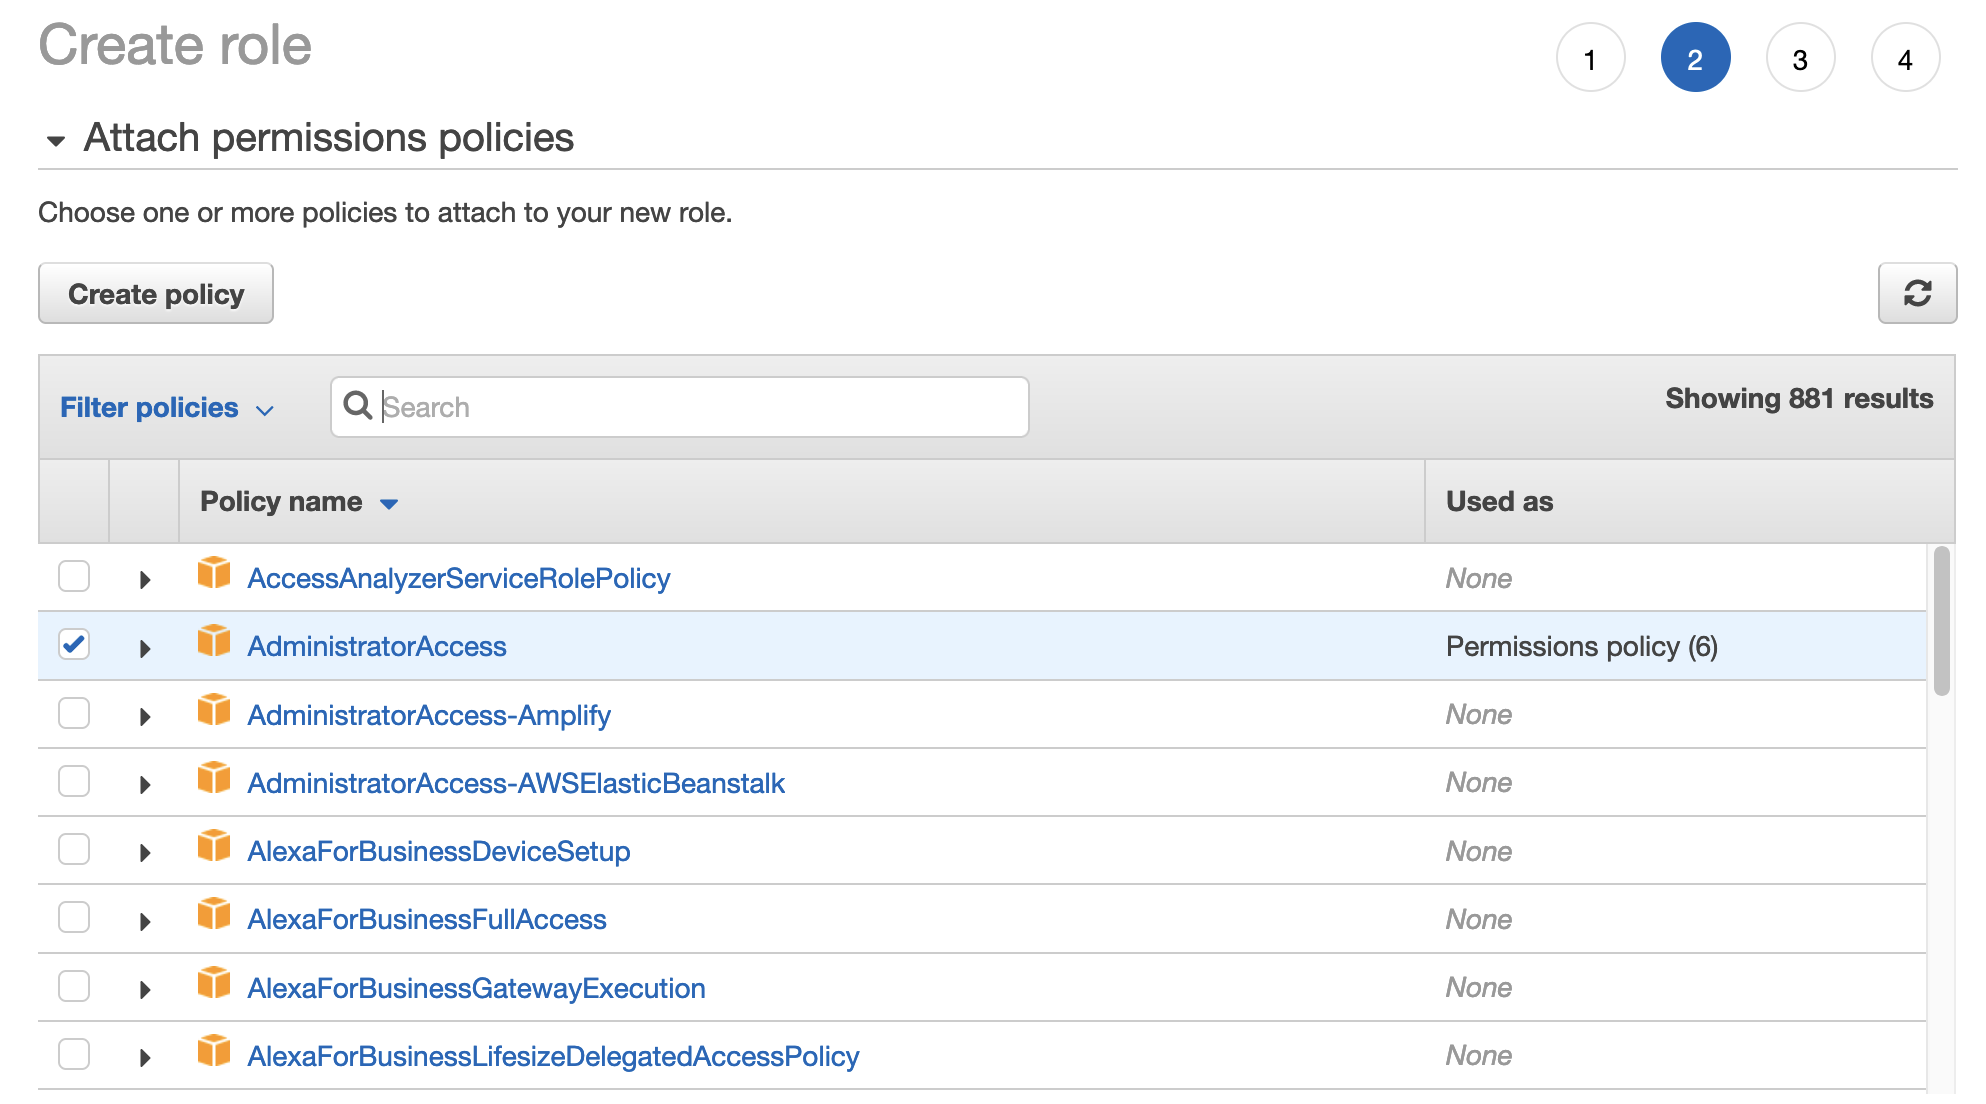 Create role
1 2 3 4
Attach permissions policies
Choose one or more policies to attach to your new role.
Create policy
Filter policies Search Showing 881 results
Policy name Used as
AccessAnalyzerServiceRolePolicy None
AdministratorAccess Permissions policy (6)
AdministratorAccess-Amplify None
AdministratorAccess-AWSElasticBeanstalk None
AlexaForBusinessDeviceSetup None
AlexaForBusinessFullAccess None
AlexaForBusinessGatewayExecution None
AlexaForBusinessLifesizeDelegatedAccessPolicy None